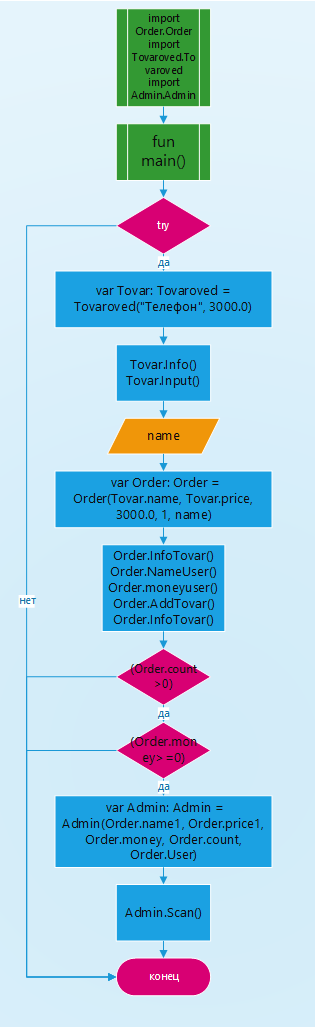 import
Order.Order
import
Tovaroved.To
varoved
import
Admin.Admin
fun
main()
try
да
var Tovar: Tovaroved =
Tovaroved("Телефон", 3000.0)
Tovar.Info()
Tovar.Input()
name
var Order: Order =
Order(Tovar.name, Tovar.price,
3000.0, 1, name)
Order.InfoTovar()
Order.NameUser()
Order.moneyuser()
Order.AddTovar()
Order.InfoTovar()
нет
(Order.count
>0)
да
(Order.mon
ey> =0)
да
var Admin: Admin =
Admin(Order.name1, Order.price1,
Order.money, Order.count,
Order.User)
Admin.Scan()
конец